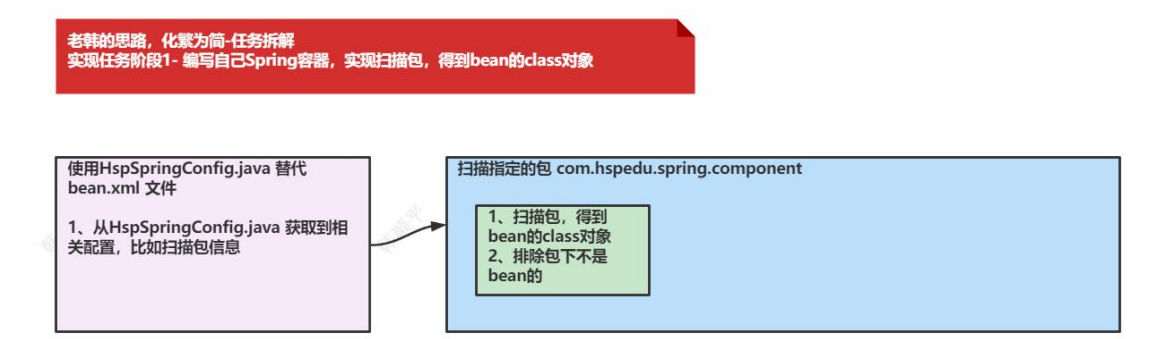 老韩的思路，化繁为简-任务拆解
实现任务阶段1- 编写自己Spring容器，实现扫描包，得到bean的class对象
使用HspSpringConfig.java 替代
bean.xml 文件
1、从HspSpringConfig.java 获取到相
关配置，比如扫描包信息
扫描指定的包 com.hspedu.spring.component
1、扫描包，得到
bean的class对象
2、排除包下不是
bean的